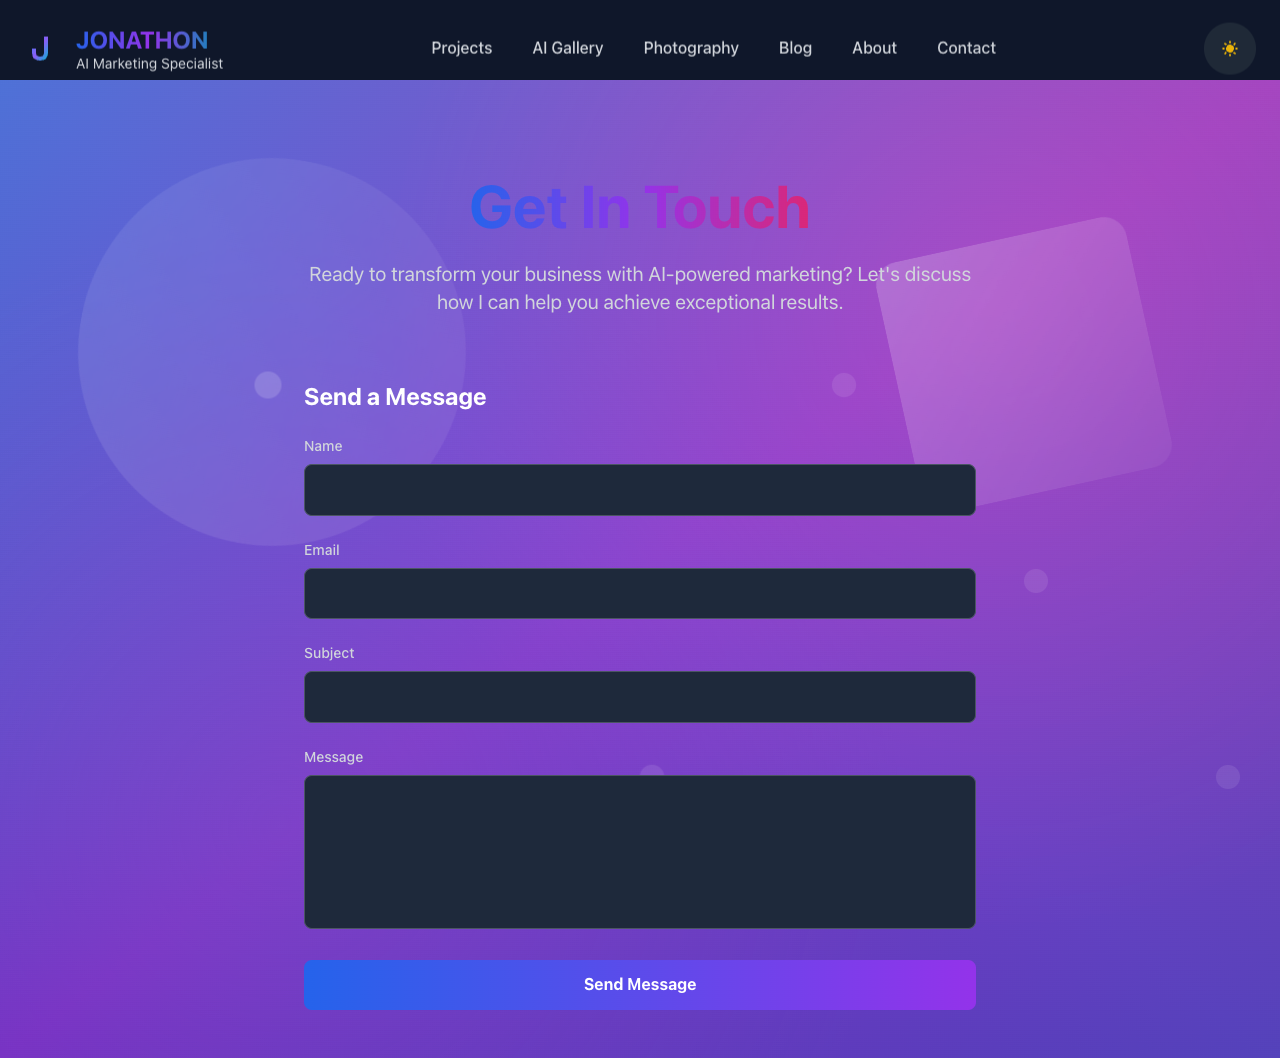 J
JONATHON
AI Marketing Specialist
Projects
AI Gallery
Photography
Blog
About
Contact
Get In Touch
Ready to transform your business with AI-powered marketing? Let's discuss
how I can help you achieve exceptional results.
Send a Message
Name
Email
Subject
Message
Send Message